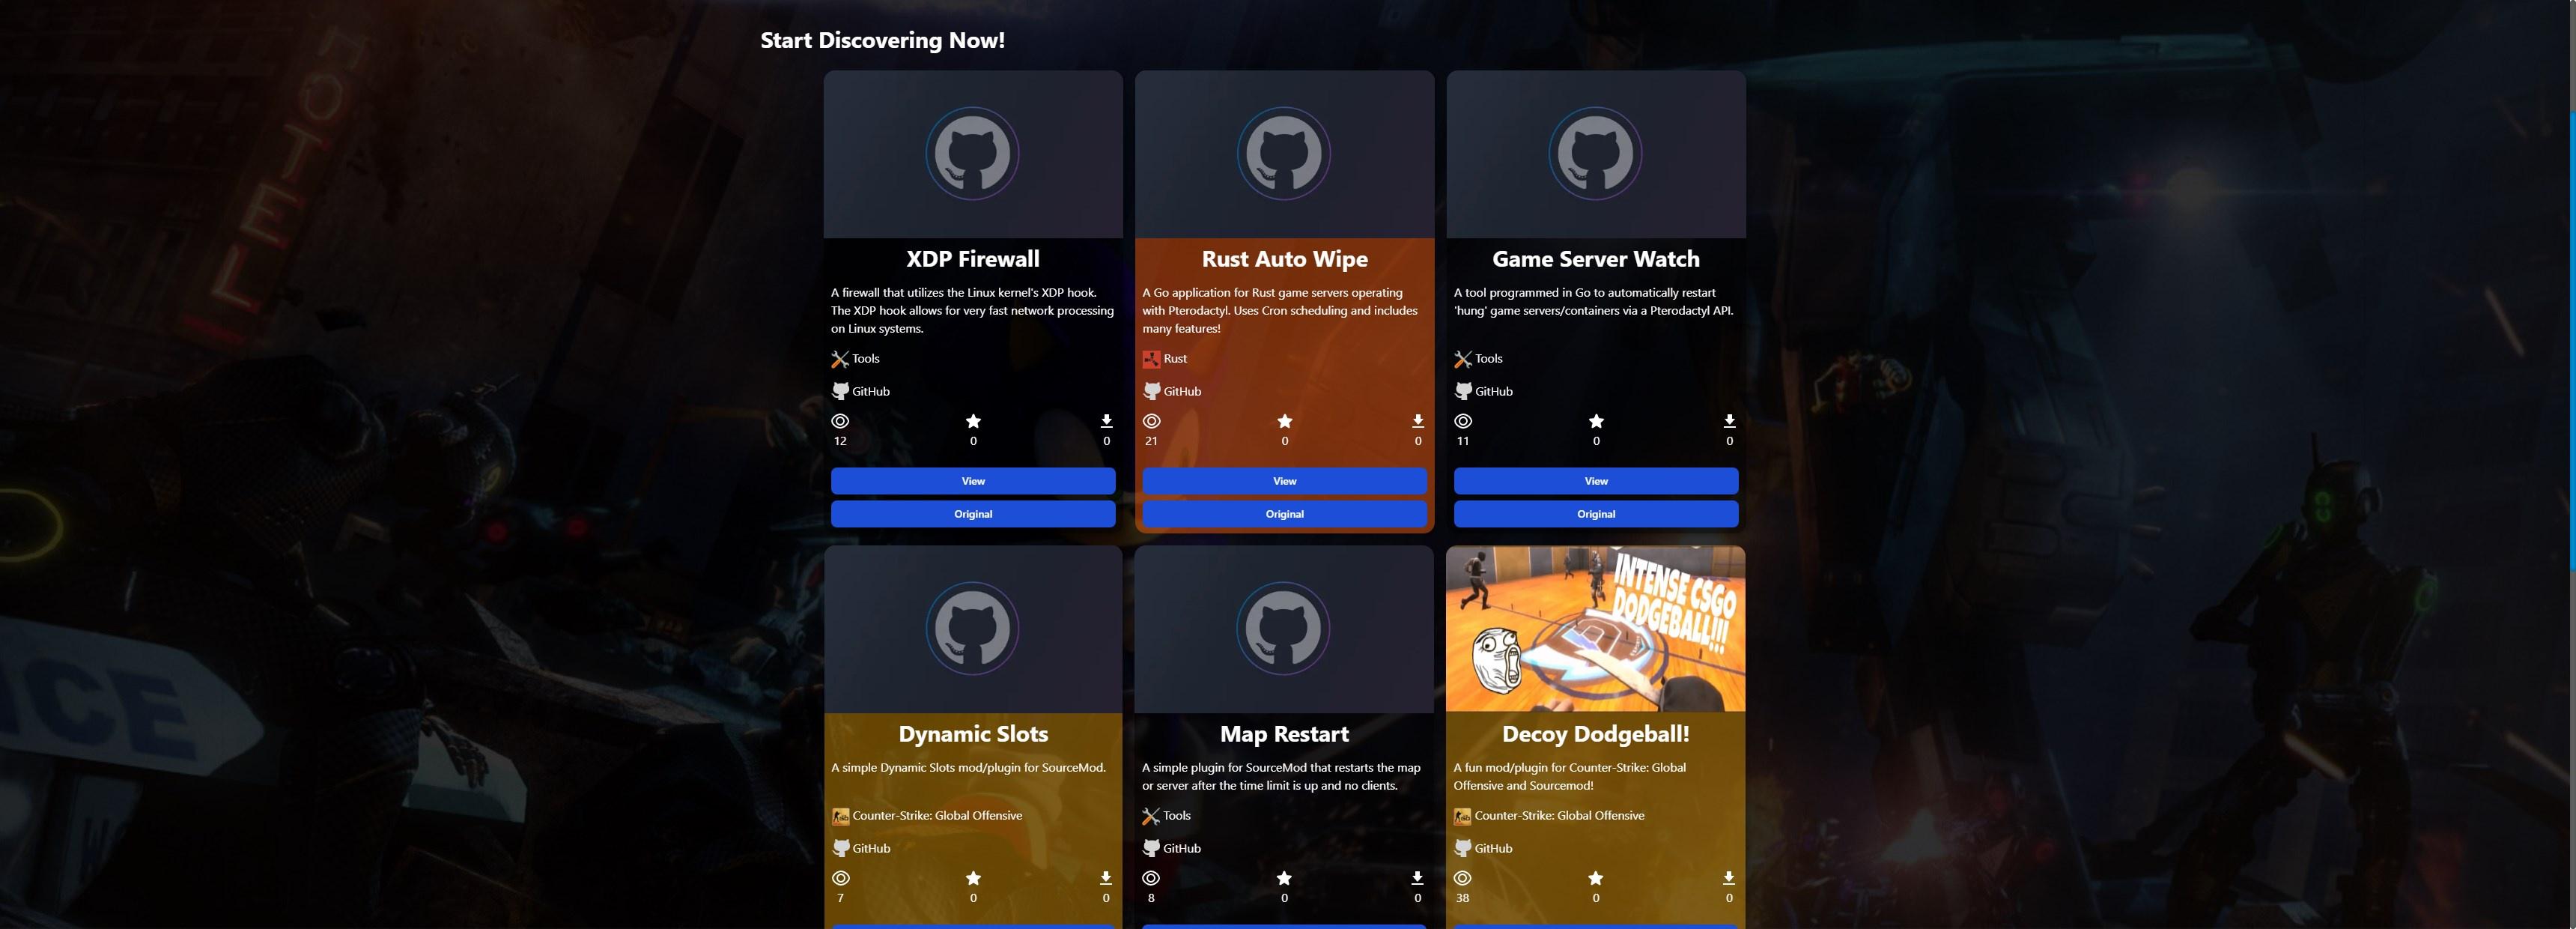 Start Discovering Now!
HOTEL
XDP Firewall
A firewall that utilizes the Linux kernel's XDP hook.
The XDP hook allows for very fast network processing
on Linux systems.
Tools
GitHub
12 0 0
View
Original
Rust Auto Wipe
A Go application for Rust game servers operating
with Pterodactyl. Uses Cron scheduling and includes
many features!
Rust
GitHub
21 0 0
View
Original
Game Server Watch
A tool programmed in Go to automatically restart
'hung' game servers/containers via a Pterodactyl API.
Tools
GitHub
11 0 0
View
Original
ICE
Dynamic Slots
A simple Dynamic Slots mod/plugin for SourceMod.
Counter-Strike: Global Offensive
GitHub
7 0 0
Map Restart
A simple plugin for SourceMod that restarts the map
or server after the time limit is up and no clients.
Tools
GitHub
8 0 0
INTENSE CSGO
DODGEBALL!!!
Decoy Dodgeball!
A fun mod/plugin for Counter-Strike: Global
Offensive and Sourcemod!
Counter-Strike: Global Offensive
GitHub
38 0 0